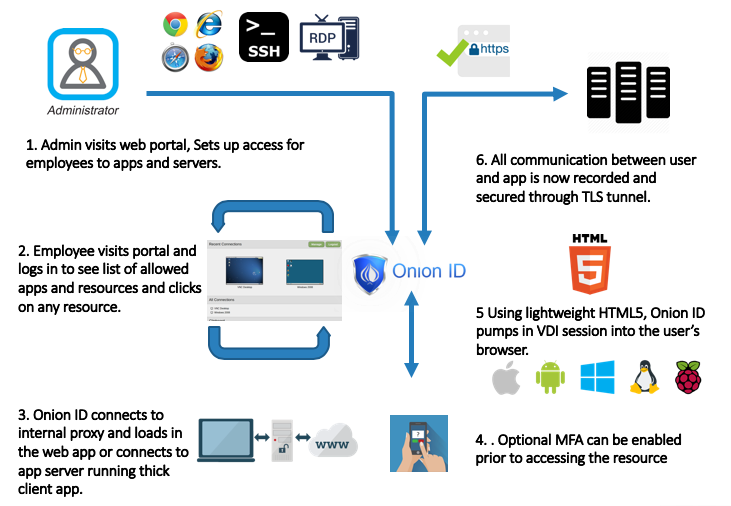 >_
SSH
RDP
https
Administrator
1. Admin visits web portal, Sets up access for
employees to apps and servers.
6. All communication between user
and app is now recorded and
secured through TLS tunnel.
2. Employee visits portal and
logs in to see list of allowed
apps and resources and clicks
on any resource.
Recent Connections
All Connections
Onion ID
HTML
5
5 Using lightweight HTML5, Onion ID
pumps in VDI session into the user's
browser.
3. Onion ID connects to
internal proxy and loads in
the web app or connects to
app server running thick
client app.
www
4. . Optional MFA can be enabled
prior to accessing the resource